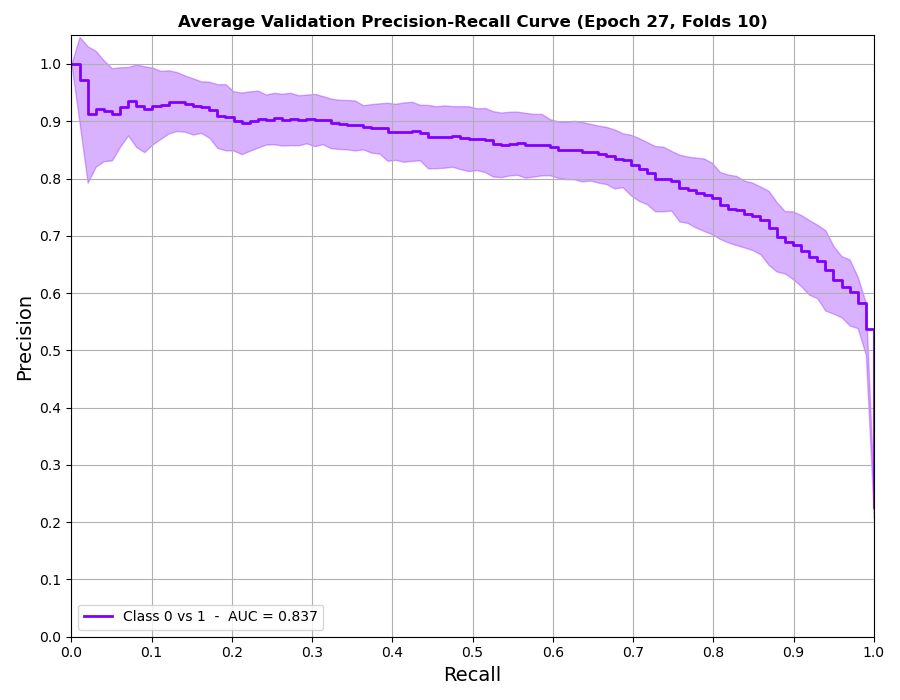 Average Validation Precision-Recall Curve (Epoch 27, Folds 10)
Precision
1.0
0.9
0.8
0.7
0.6
0.5
0.4
0.3
0.2
0.1
0.0
Class 0 vs 1 - AUC = 0.837
0.0 0.1 0.2 0.3 0.4 0.5 0.6 0.7 0.8 0.9 1.0
Recall